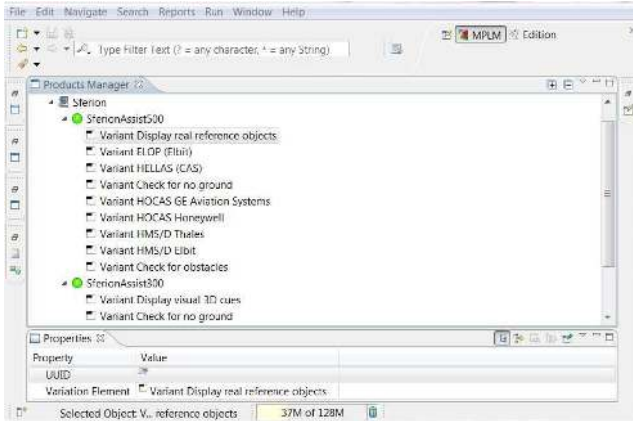 File Edit Navigate Search Reports Run Window Help
MPLM Edition
Type Filter Text (? = any character, * = any String)
Products Manager
Sferion
SferionAssist500
Variant Display real reference objects
Variant ELOP (Elbit)
Variant HELLAS (CAS)
Variant Check for no ground
Variant HOCAS GE Aviation Systems
Variant HOCAS Honeywell
Variant HMS/D Thales
Variant HMS/D Elbit
Variant Check for obstacles
SferionAssist300
Variant Display visual 3D cues
Variant Check for no ground
Properties
Property Value
UUID
Variation Element Variant Display real reference objects
Selected Object: V... reference objects 37M of 128M